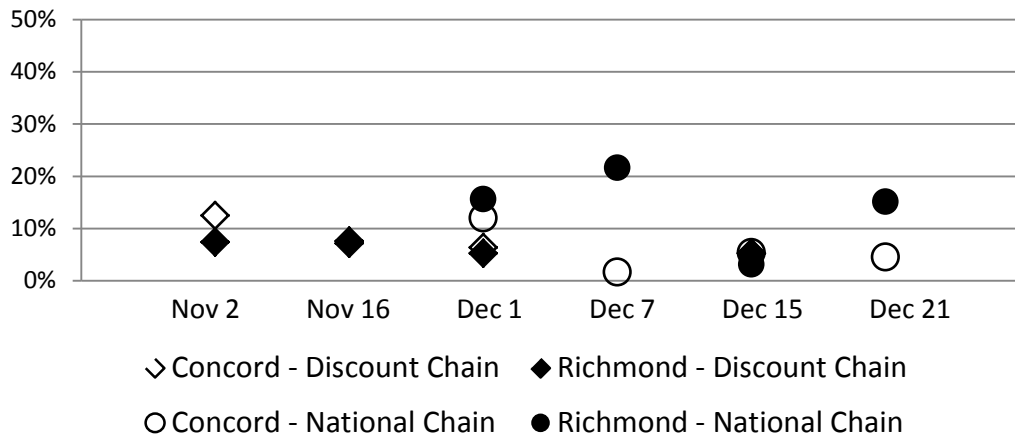 50%
40%
30%
20%
10%
0%
Nov 2 Nov 16 Dec 1 Dec 7 Dec 15 Dec 21
Concord - Discount Chain Richmond - Discount Chain
Concord - National Chain Richmond - National Chain